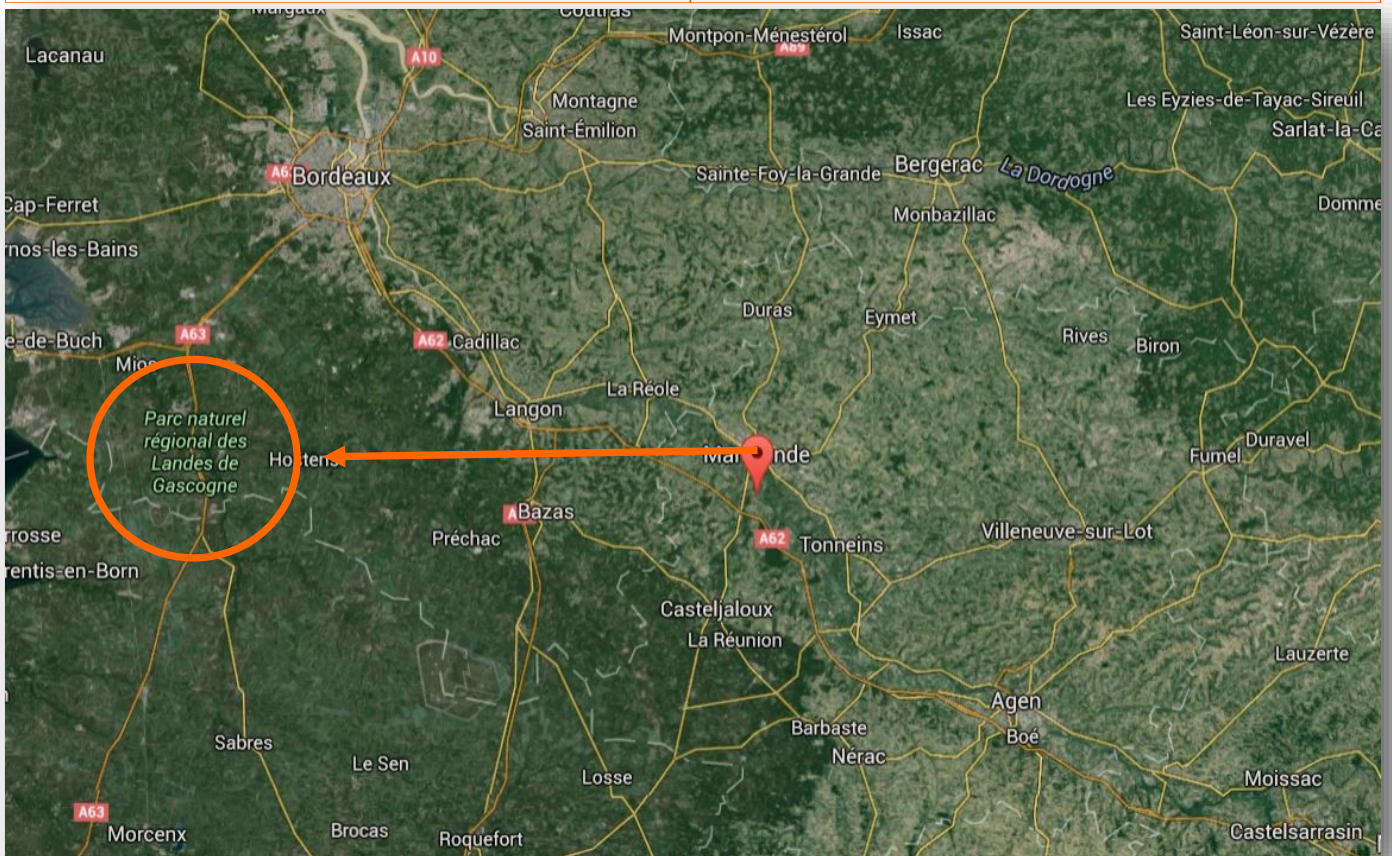 Margaux
Coutras
Lacanau
A10
Montpon-Ménestérol
A89
Issac
Saint-Léon-sur-Vézère
Montagne
Saint-Émilion
Les Eyzies-de-Tayac-Sireuil
Sarlat-la-Ca
A63
Bordeaux
Sainte-Foy-la-Grande
Bergerac
La Dordogne
Cap-Ferret
Monbazillac
Domme
rnos-les-Bains
Duras
Eymet
A63
A62
Cadillac
e-de-Buch
Mios
Rives
Biron
La Réole
Langon
Parc naturel
régional des
Landes de
Gascogne
Hostens
Duravel
Fumel
Bazas
Préchac
A62
Tonneins
Villeneuve-sur-Lot
rrosse
rentis-en-Born
Casteljaloux
La Réunion
Lauzerte
Agen
Boé
Barbaste
Nérac
Sabres
Le Sen
Losse
Moissac
A63
Morcenx
Brocas
Roquefort
Castelsarrasin